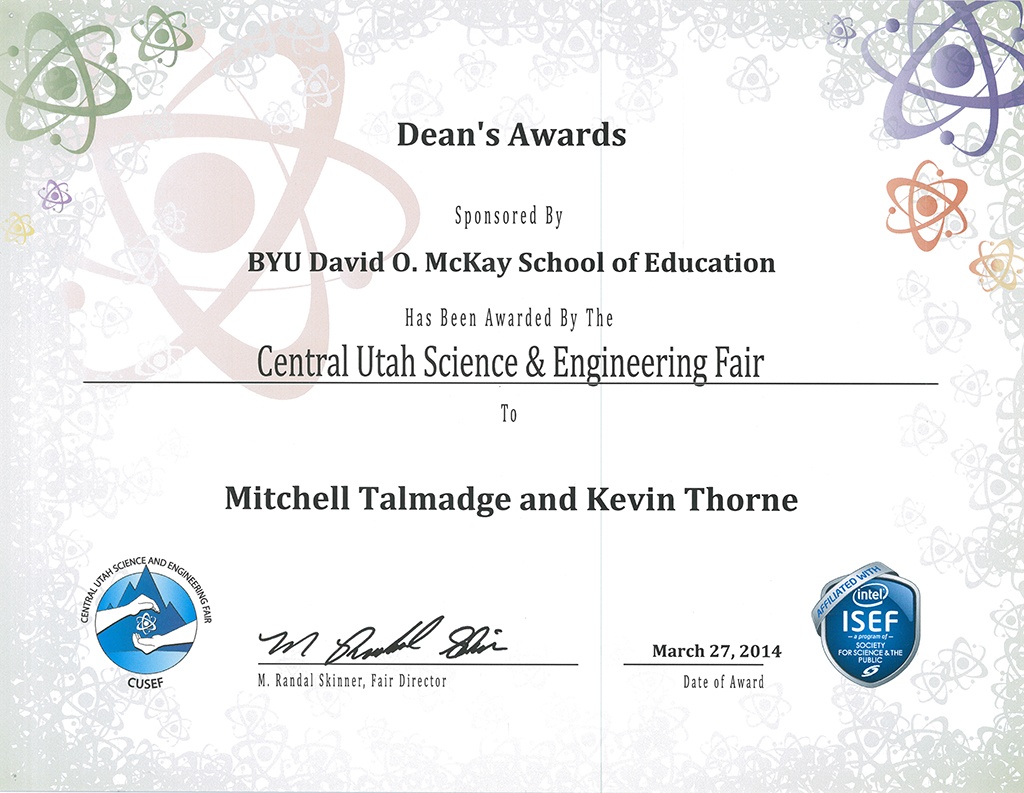 Dean's Awards
Sponsored By
BYU David O. McKay School of Education
Has Been Awarded By The
Central Utah Science & Engineering Fair
To
Mitchell Talmadge and Kevin Thorne
CENTRAL UTAH SCIENCE AND ENGINEERING FAIR
CUSEF
M Randal Skinner
M. Randal Skinner, Fair Director
March 27, 2014
Date of Award
AFFILIATED WITH
intel
ISEF
a program of
SOCIETY
FOR SCIENCE & THE
PUBLIC